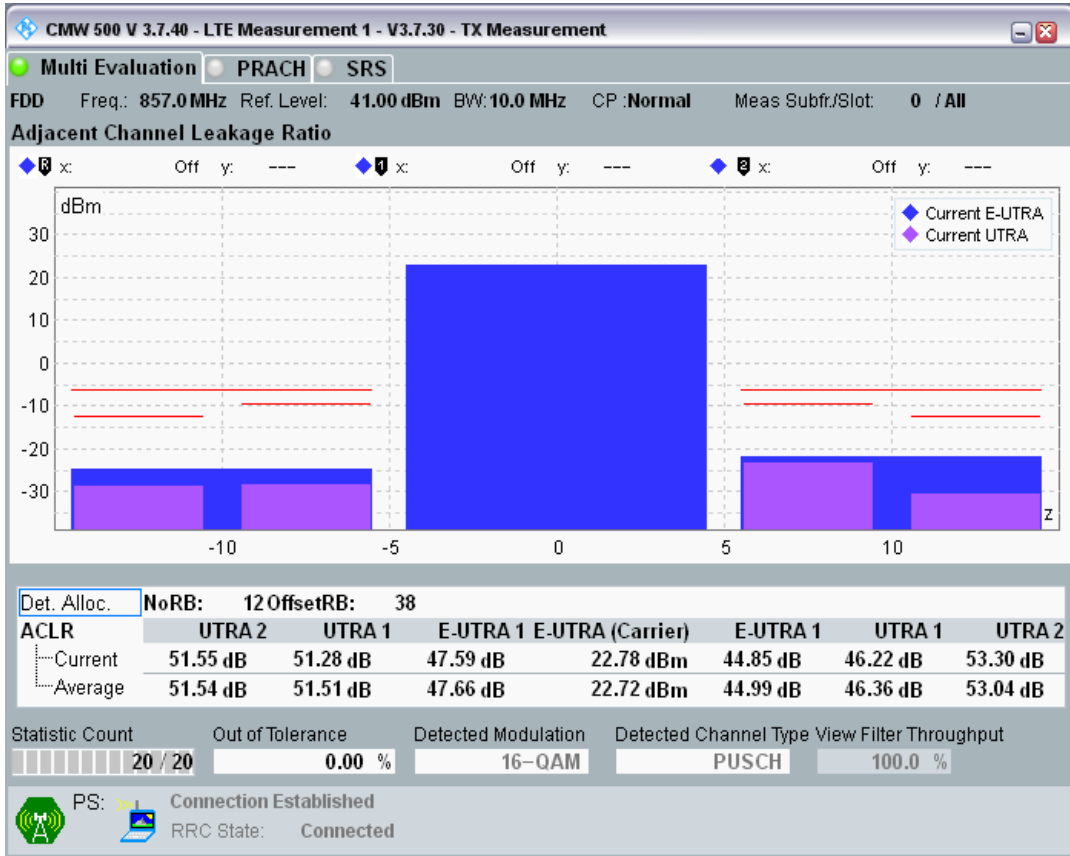 CMW 500 V 3.7.40 - LTE Measurement 1 - V3.7.30 - TX Measurement
Multi Evaluation PRACH SRS
FDD Freq.: 857.0 MHz Ref. Level: 41.00 dBm BW: 10.0 MHz CP :Normal Meas Subfr./Slot: 0 / All
Adjacent Channel Leakage Ratio
R x: Off y: --- 1 x: Off y: --- 2 x: Off y: ---
dBm
Current E-UTRA
Current UTRA
30
20
10
0
-10
-20
-30
z
-10 -5 0 5 10
Det. Alloc. NoRB: 12 OffsetRB: 38
ACLR UTRA 2 UTRA 1 E-UTRA 1 E-UTRA (Carrier) E-UTRA 1 UTRA 1 UTRA 2
Current 51.55 dB 51.28 dB 47.59 dB 22.78 dBm 44.85 dB 46.22 dB 53.30 dB
Average 51.54 dB 51.51 dB 47.66 dB 22.72 dBm 44.99 dB 46.36 dB 53.04 dB
Statistic Count Out of Tolerance Detected Modulation Detected Channel Type View Filter Throughput
20 / 20 0.00 % 16-QAM PUSCH 100.0 %
PS: Connection Established
RRC State: Connected